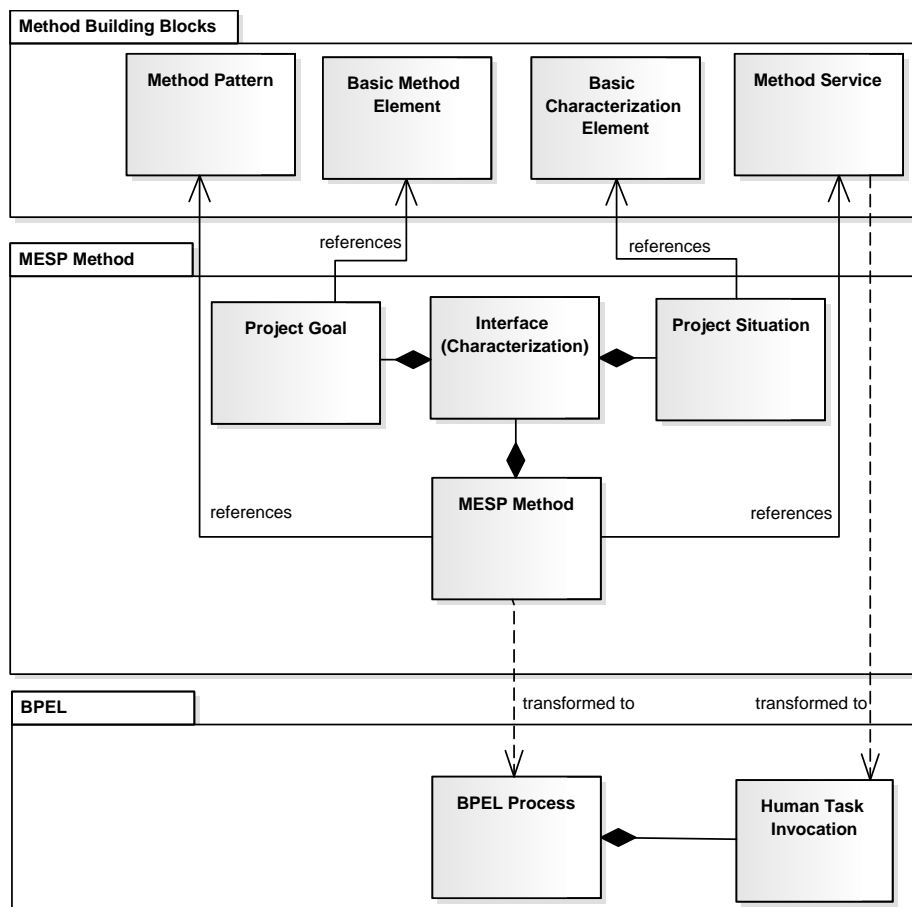 Method Building Blocks
Method Pattern
Basic Method
Element
Basic
Characterization
Element
Method Service
references
references
MESP Method
Project Goal
Interface
(Characterization)
Project Situation
MESP Method
references
references
BPEL
transformed to
transformed to
BPEL Process
Human Task
Invocation